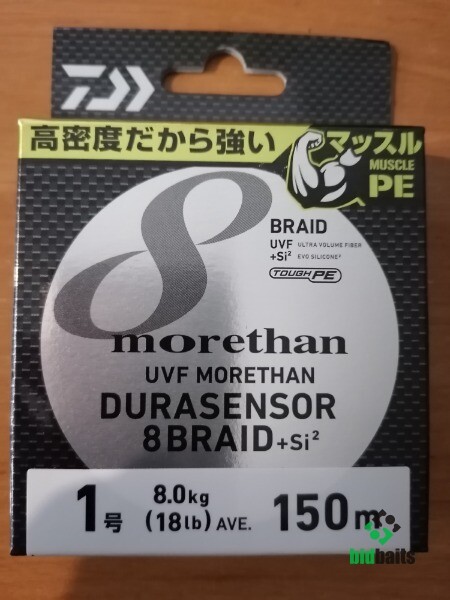 高密度だから強い
マッスル
MUSCLE
PE
8
BRAID
UVF ULTRA VOLUME FIBER
+Si² EVO SILICONE²
TOUGH PE
morethan
UVF MORETHAN
DURASENSOR
8BRAID+Si²
1号 8.0kg (18lb) AVE. 150m
bidbaits